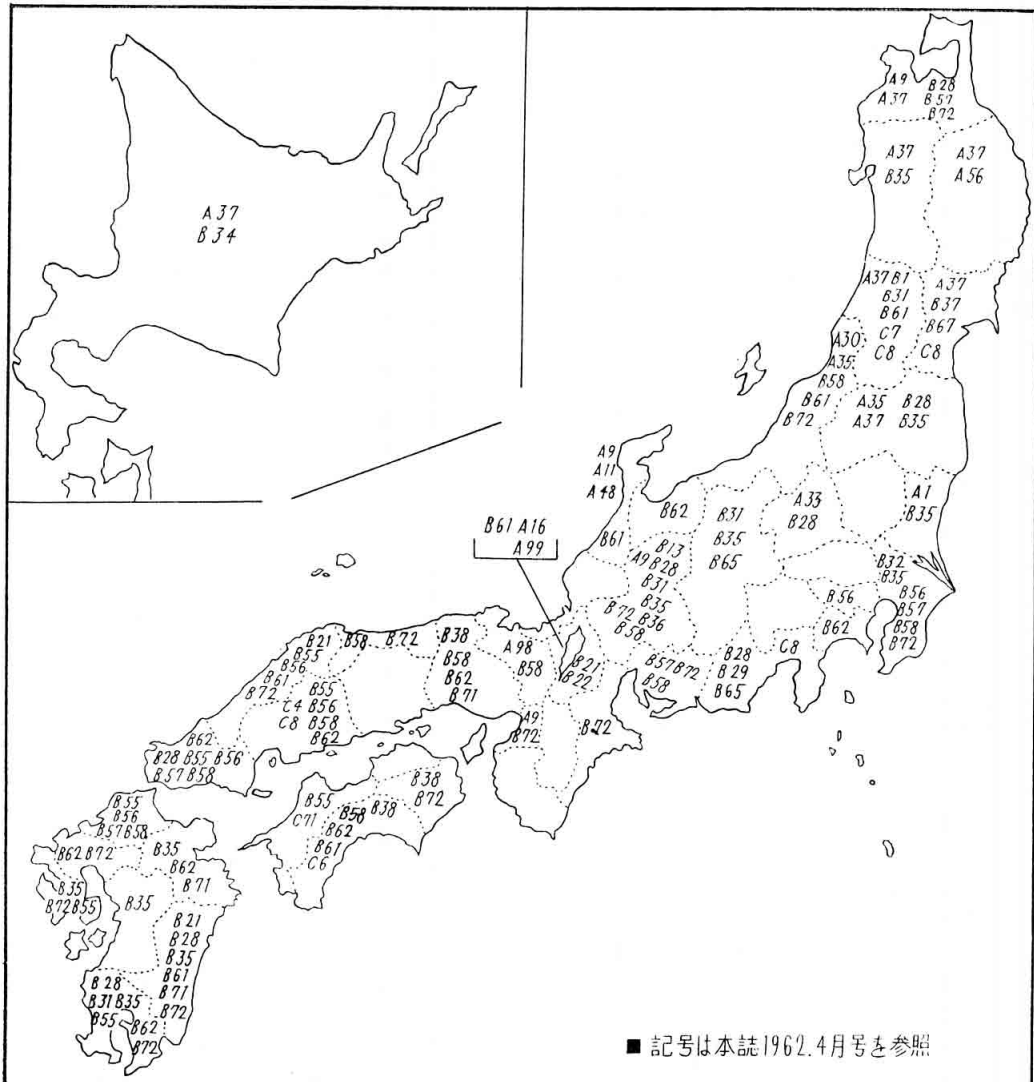 A37
B34
A9
A37
B28
B57
B72
A37
B35
A37
A56
A37 B1
B31
B61
C7
C8
A37
B37
B67
C8
A30
A35
B58
B61
B72
A35
A37
B28
B35
A9
A11
A48
B61
B62
B31
B35
B65
A33
B28
A1
B35
B61 A16
A99
B13
A9 B28
B31
B35
B72 B36
B58
B32
B35
B56
B57
B58
B72
B56
B62
C8
B28
B29
B65
B57 B72
B58
B21
B22
B72
A98
B58
A9
B72
B38
B58
B62
B71
B72
B58
B21
B55
B56
B61
B72
B55
C4 B56
C8 B58
B62
B62
B28 B55 B56
B57 B58
B38
B72
B38
B55
C71
B58
B62
B61
C6
B55
B56
B57 B58
B62 B72
B35
B62
B71
B35
B72 B55
B35
B21
B28
B35
B61
B71
B72
B28
B31 B35
B55
B62
B72
■ 記号は本誌1962.4月号を参照